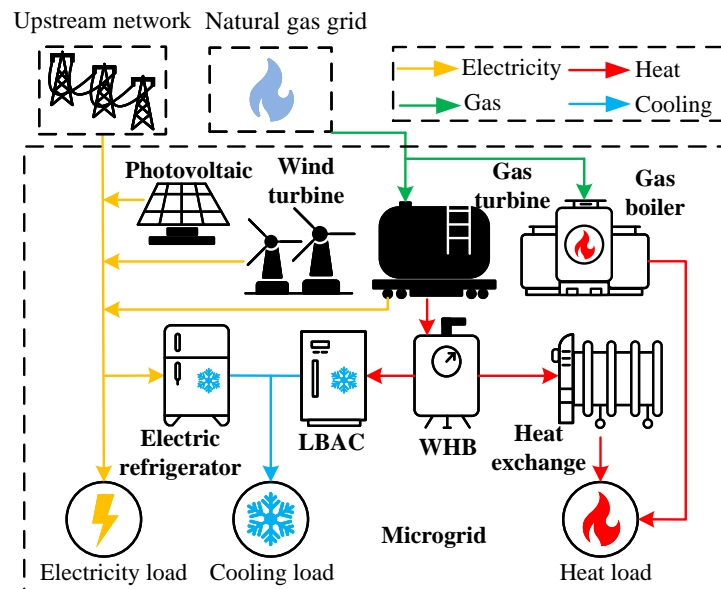 Upstream network
Natural gas grid
Electricity
Heat
Gas
Cooling
Photovoltaic
Wind
turbine
Gas
turbine
Gas
boiler
Electric
refrigerator
LBAC
WHB
Heat
exchange
Microgrid
Electricity load
Cooling load
Heat load